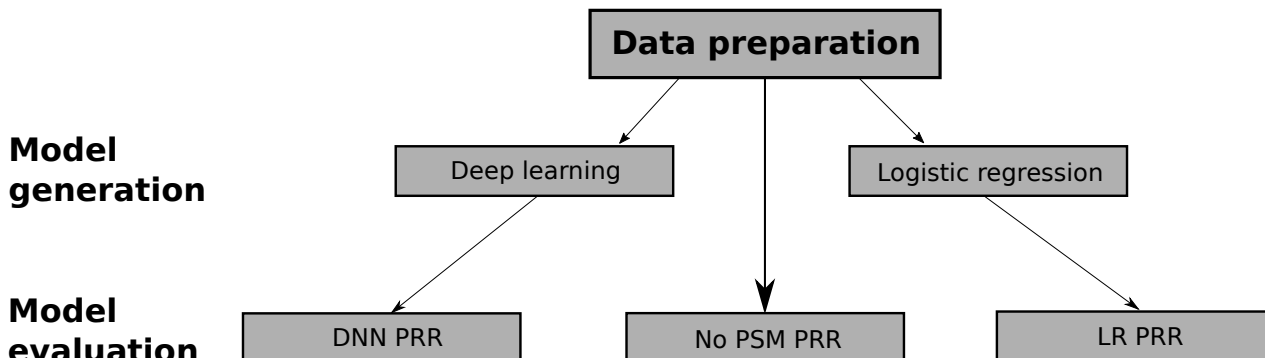 Data preparation
Model
generation
Deep learning
Logistic regression
Model
evaluation
DNN PRR
No PSM PRR
LR PRR